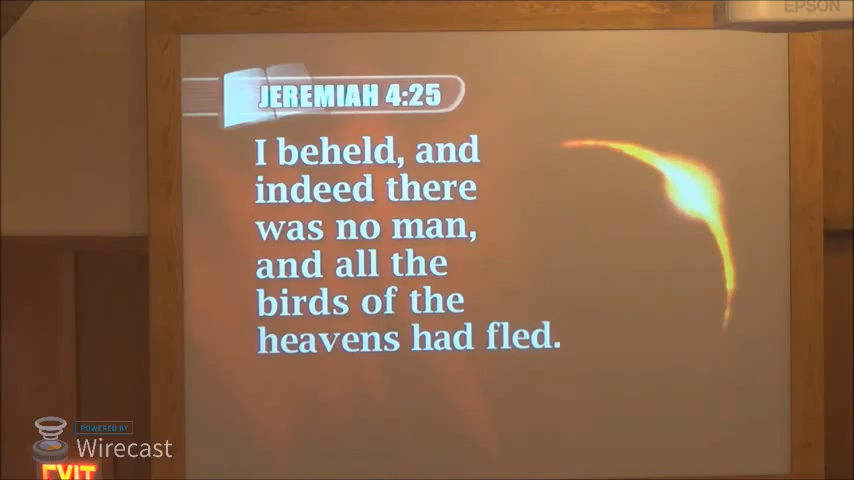 EPSON
JEREMIAH 4:25
I beheld, and
indeed there
was no man,
and all the
birds of the
heavens had fled.
POWERED BY
Wirecast
EXIT